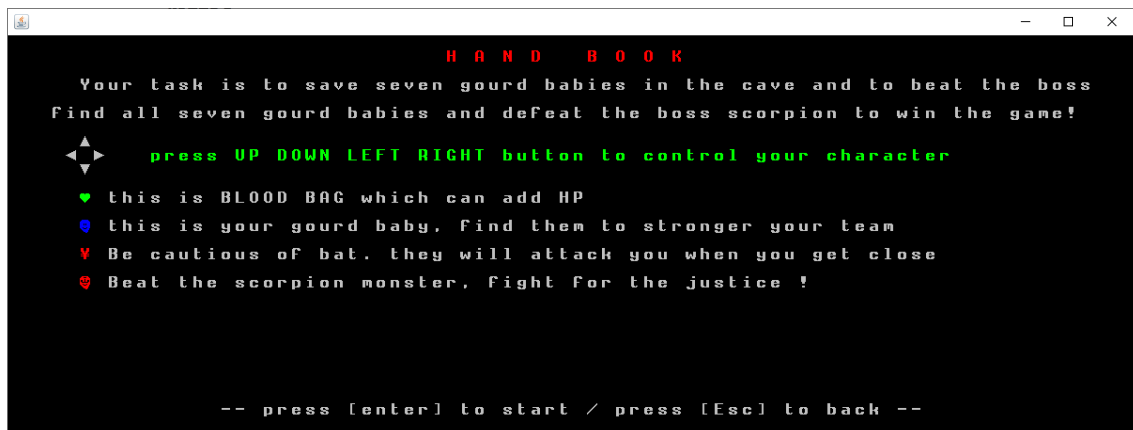 HAND BOOK
Your task is to save seven gourd babies in the cave and to beat the boss
find all seven gourd babies and defeat the boss scorpion to win the game!
press UP DOWN LEFT RIGHT button to control your character
this is BLOOD BAG which can add HP
this is your gourd baby, find them to stronger your team
Be cautious of bat. they will attack you when you get close
Beat the scorpion monster, fight for the justice !
-- press [enter] to start / press [Esc] to back --